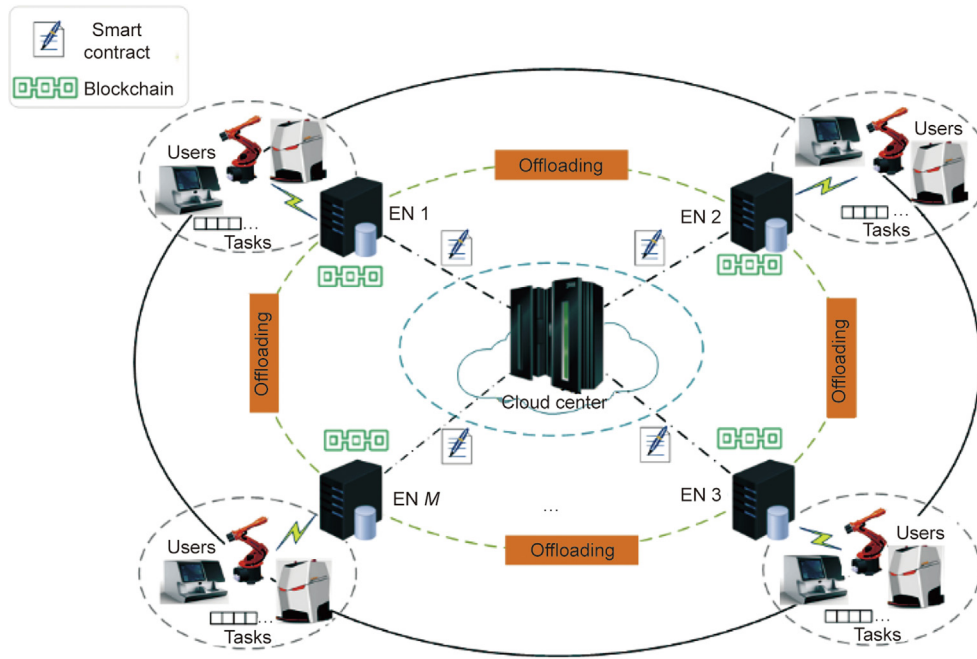 Smart
contract
Blockchain
Users
Tasks
...
EN 1
Offloading
EN 2
Users
...
Tasks
Offloading
Offloading
Cloud center
EN M
...
EN 3
Offloading
Users
...
Tasks
Users
...
Tasks